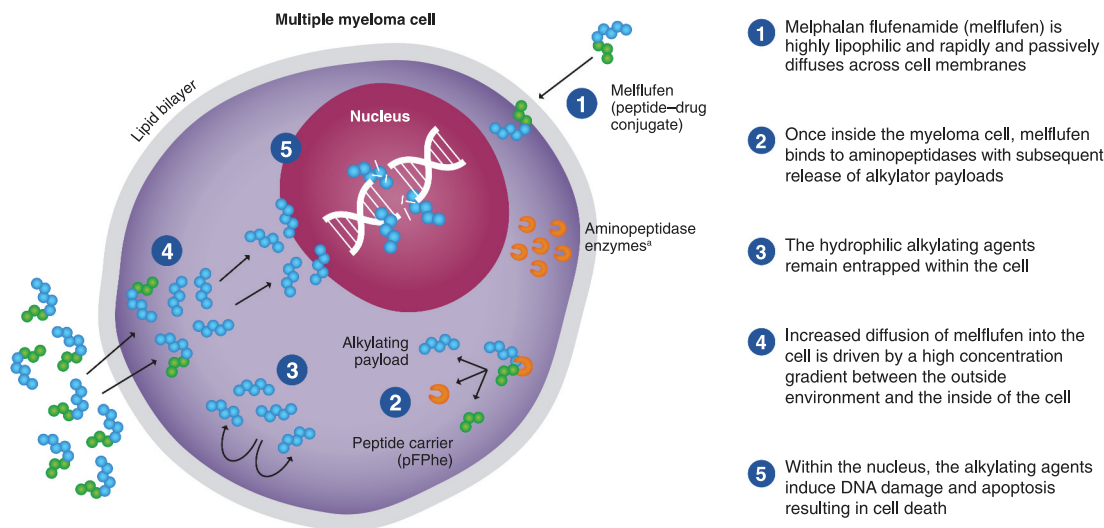 Multiple myeloma cell
Lipid bilayer
Nucleus
1
Melflufen
(peptide–drug
conjugate)
5
Aminopeptidase
enzymesᵃ
4
Alkylating
payload
3
2
Peptide carrier
(pFPhe)
1
Melphalan flufenamide (melflufen) is
highly lipophilic and rapidly and passively
diffuses across cell membranes
2
Once inside the myeloma cell, melflufen
binds to aminopeptidases with subsequent
release of alkylator payloads
3
The hydrophilic alkylating agents
remain entrapped within the cell
4
Increased diffusion of melflufen into the
cell is driven by a high concentration
gradient between the outside
environment and the inside of the cell
5
Within the nucleus, the alkylating agents
induce DNA damage and apoptosis
resulting in cell death